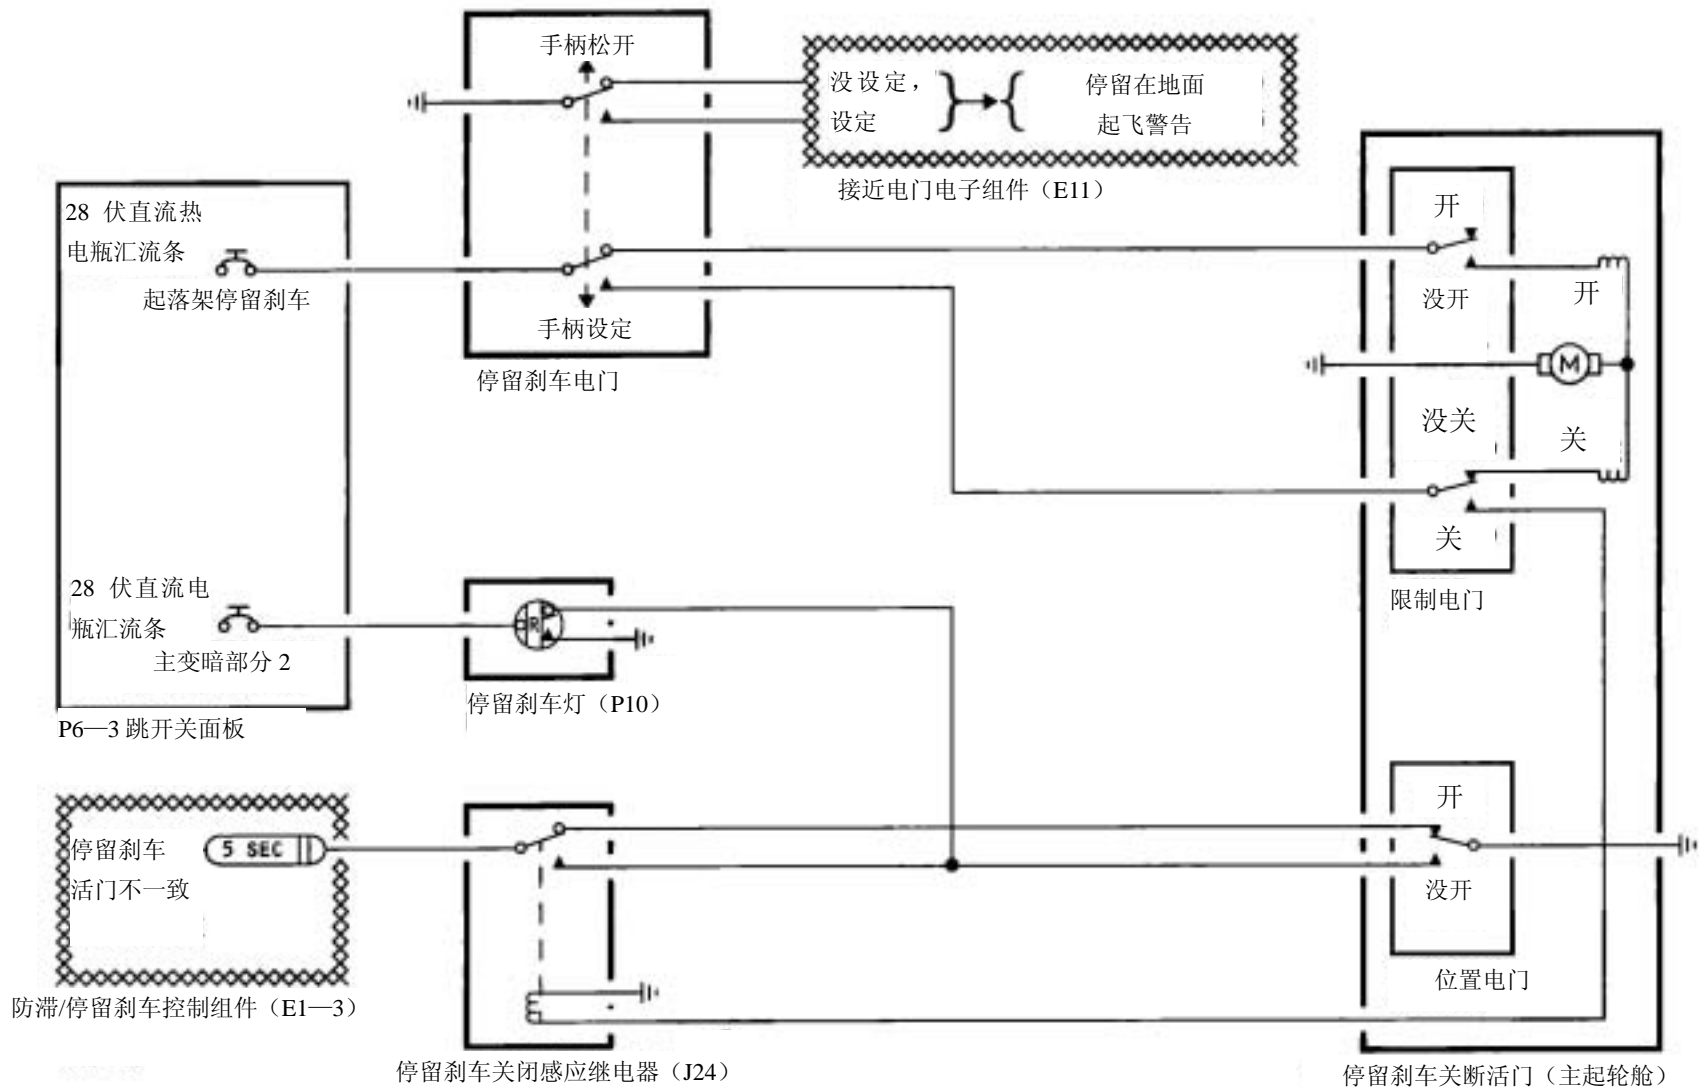 手柄松开
没设定，
设定
停留在地面
起飞警告
接近电门电子组件（E11）
28 伏直流热
电瓶汇流条
起落架停留刹车
手柄设定
停留刹车电门
开
没开
开
M
没关
关
关
限制电门
28 伏直流电
瓶汇流条
主变暗部分 2
P6—3 跳开关面板
R
停留刹车灯（P10）
停留刹车
活门不一致
5 SEC
防滞/停留刹车控制组件（E1—3）
停留刹车关闭感应继电器（J24）
开
没开
位置电门
停留刹车关断活门（主起轮舱）